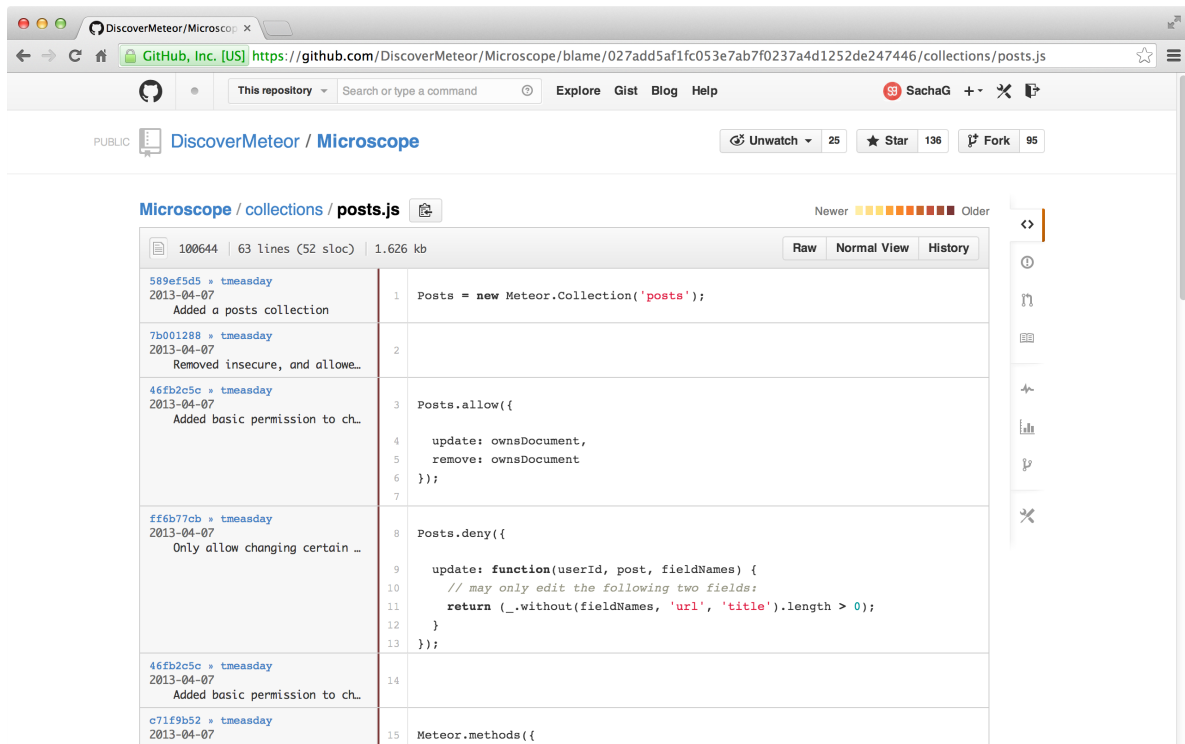 DiscoverMeteor/Microscop ×
GitHub, Inc. [US] https://github.com/DiscoverMeteor/Microscope/blame/027add5af1fc053e7ab7f0237a4d1252de247446/collections/posts.js
This repository Search or type a command Explore Gist Blog Help SachaG
PUBLIC DiscoverMeteor / Microscope Unwatch 25 Star 136 Fork 95
Microscope / collections / posts.js Newer Older
100644 63 lines (52 sloc) 1.626 kb Raw Normal View History
589ef5d5 » tmeasday
2013-04-07
Added a posts collection
1 Posts = new Meteor.Collection('posts');
7b001288 » tmeasday
2013-04-07
Removed insecure, and allowe…
2
46fb2c5c » tmeasday
2013-04-07
Added basic permission to ch…
3 Posts.allow({
4 update: ownsDocument,
5 remove: ownsDocument
6 });
7
ff6b77cb » tmeasday
2013-04-07
Only allow changing certain …
8 Posts.deny({
9 update: function(userId, post, fieldNames) {
10 // may only edit the following two fields:
11 return (_.without(fieldNames, 'url', 'title').length > 0);
12 }
13 });
46fb2c5c » tmeasday
2013-04-07
Added basic permission to ch…
14
c71f9b52 » tmeasday
2013-04-07
15 Meteor.methods({